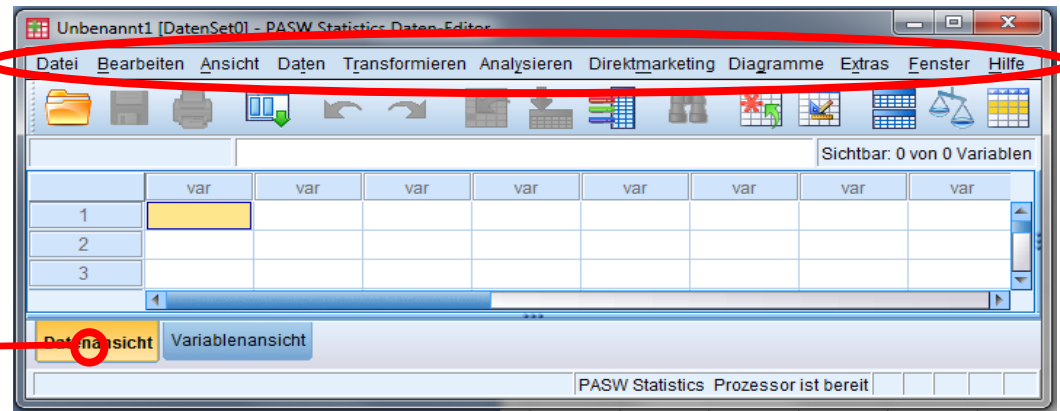 Unbenannt1 [DatenSet0] - PASW Statistics Daten-Editor
Datei Bearbeiten Ansicht Daten Transformieren Analysieren Direktmarketing Diagramme Extras Fenster Hilfe
Sichtbar: 0 von 0 Variablen
var var var var var var var var
1
2
3
Datenansicht Variablenansicht
PASW Statistics Prozessor ist bereit